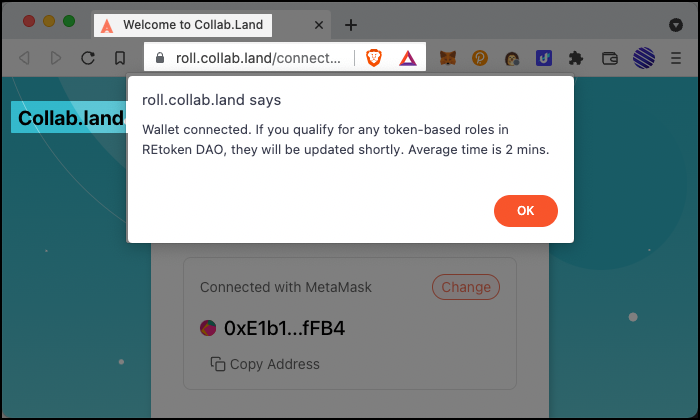 Welcome to Collab.Land
roll.collab.land/connect...
Collab.land
roll.collab.land says
Wallet connected. If you qualify for any token-based roles in
REtoken DAO, they will be updated shortly. Average time is 2 mins.
OK
Connected with MetaMask
Change
0xE1b1...fFB4
Copy Address